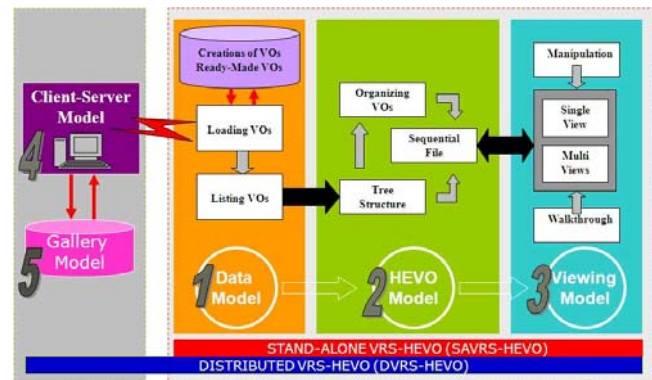 Client-Server
Model
4
Gallery
Model
5
Creations of VOs
Ready-Made VOs
Loading VOs
Listing VOs
1
Data
Model
Organizing
VOs
Sequential
File
Tree
Structure
2
HEVO
Model
Manipulation
Single
View
Multi
Views
Walkthrough
3
Viewing
Model
STAND-ALONE VRS-HEVO (SAVRS-HEVO)
DISTRIBUTED VRS-HEVO (DVRS-HEVO)